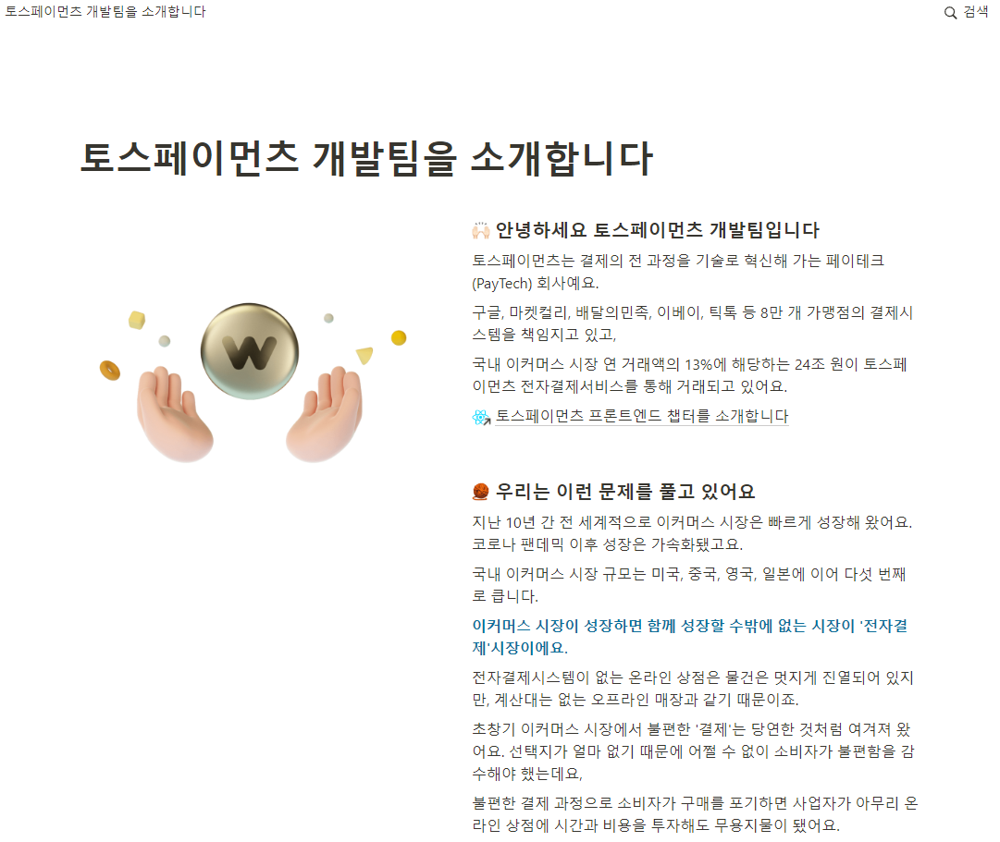 토스페이먼츠 개발팀을 소개합니다
검색
토스페이먼츠 개발팀을 소개합니다
W
안녕하세요 토스페이먼츠 개발팀입니다
토스페이먼츠는 결제의 전 과정을 기술로 혁신해 가는 페이테크
(PayTech) 회사예요.
구글, 마켓컬리, 배달의민족, 이베이, 틱톡 등 8만 개 가맹점의 결제시
스템을 책임지고 있고,
국내 이커머스 시장 연 거래액의 13%에 해당하는 24조 원이 토스페
이먼츠 전자결제서비스를 통해 거래되고 있어요.
토스페이먼츠 프론트엔드 챕터를 소개합니다
우리는 이런 문제를 풀고 있어요
지난 10년 간 전 세계적으로 이커머스 시장은 빠르게 성장해 왔어요.
코로나 팬데믹 이후 성장은 가속화됐고요.
국내 이커머스 시장 규모는 미국, 중국, 영국, 일본에 이어 다섯 번째
로 큽니다.
이커머스 시장이 성장하면 함께 성장할 수밖에 없는 시장이 '전자결
제'시장이에요.
전자결제시스템이 없는 온라인 상점은 물건은 멋지게 진열되어 있지
만, 계산대는 없는 오프라인 매장과 같기 때문이죠.
초창기 이커머스 시장에서 불편한 '결제'는 당연한 것처럼 여겨져 왔
어요. 선택지가 얼마 없기 때문에 어쩔 수 없이 소비자가 불편함을 감
수해야 했는데요,
불편한 결제 과정으로 소비자가 구매를 포기하면 사업자가 아무리 온
라인 상점에 시간과 비용을 투자해도 무용지물이 됐어요.